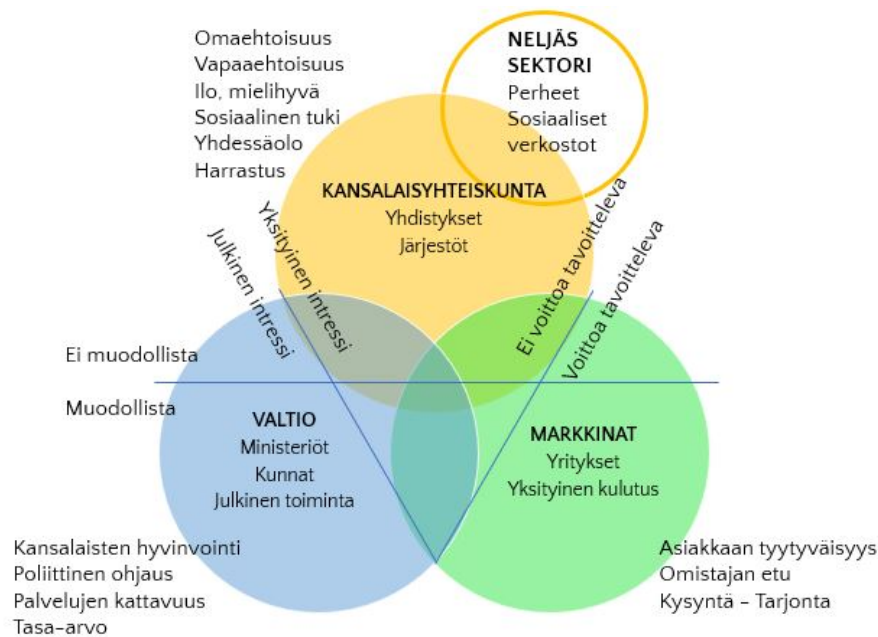 Omaehtoisuus
Vapaaehtoisuus
Ilo, mielihyvä
Sosiaalinen tuki
Yhdessäolo
Harrastus
NELJÄS
SEKTORI
Perheet
Sosiaaliset
verkostot
KANSALAISYHTEISKUNTA
Yhdistykset
Järjestöt
Yksityinen intressi
Julkinen intressi
Ei voittoa tavoitteleva
Voittoa tavoitteleva
Ei muodollista
Muodollista
VALTIO
Ministeriöt
Kunnat
Julkinen toiminta
MARKKINAT
Yritykset
Yksityinen kulutus
Kansalaisten hyvinvointi
Poliittinen ohjaus
Palvelujen kattavuus
Tasa-arvo
Asiakkaan tyytyväisyys
Omistajan etu
Kysyntä – Tarjonta